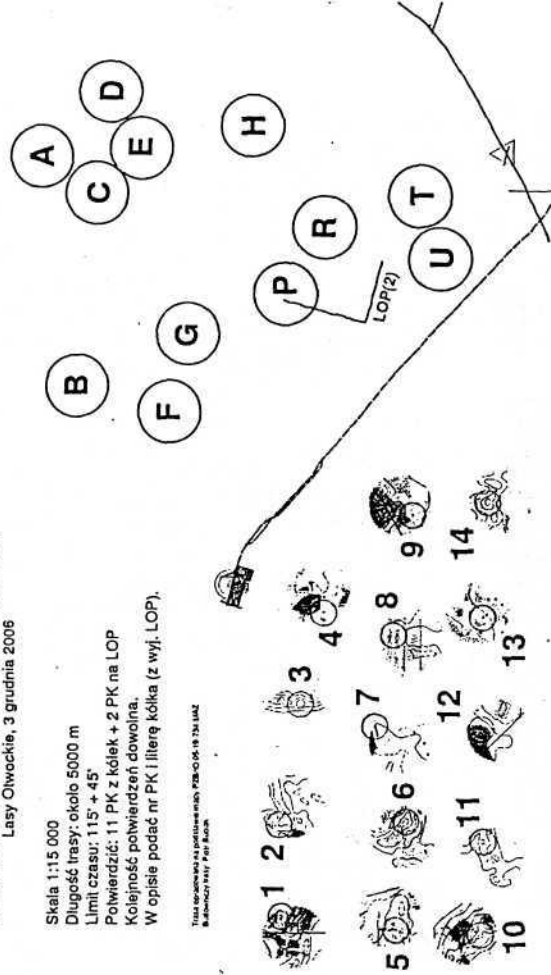 Lasy Otwockie, 3 grudnia 2006
Skala 1:15 000
Długość trasy: około 5000 m
Limit czasu: 115' + 45'
Potwierdzić: 11 PK z kółek + 2 PK na LOP
Kolejność potwierdzeń dowolna.
W opisie podać nr PK i literę kółka (z wyj. LOP).
A
B
C
D
E
F
G
H
P
R
T
U
LOP(2)
1
2
3
4
5
6
7
8
9
10
11
12
13
14